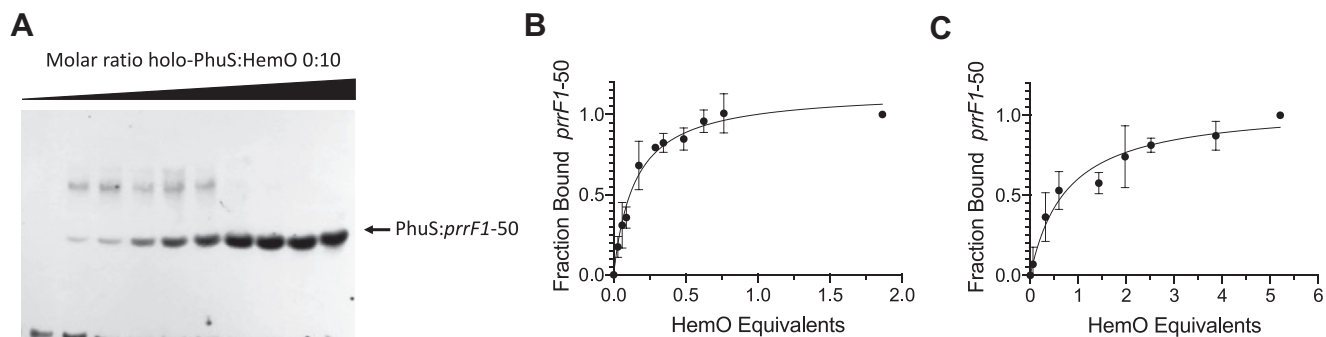 A
Molar ratio holo-PhuS:HemO 0:10
PhuS:prrF1-50
B
Fraction Bound prrF1-50
1.0
0.5
0.0
0.0 0.5 1.0 1.5 2.0
HemO Equivalents
C
Fraction Bound prrF1-50
1.0
0.5
0.0
0 1 2 3 4 5 6
HemO Equivalents